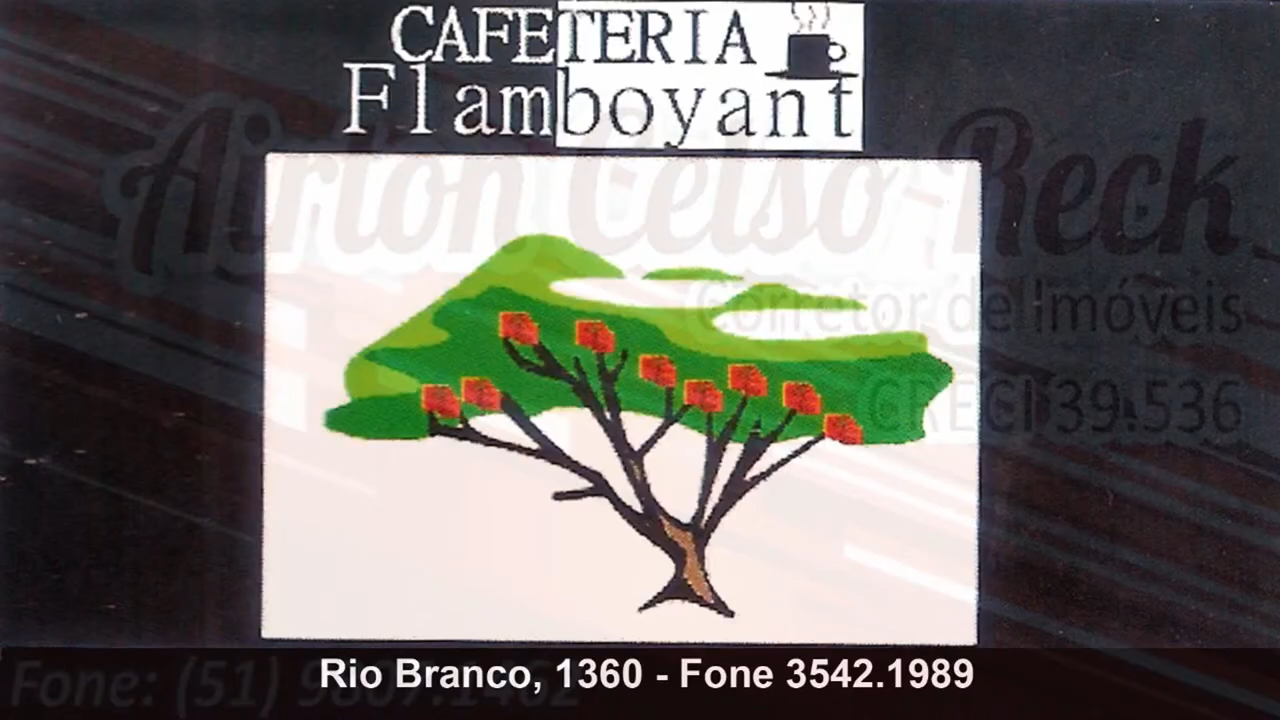 CAFETERIA
Flamboyant
Airton Celso Reck
Corretor de Imóveis
CRECI 39.536
Rio Branco, 1360 - Fone 3542.1989
Fone: (51)